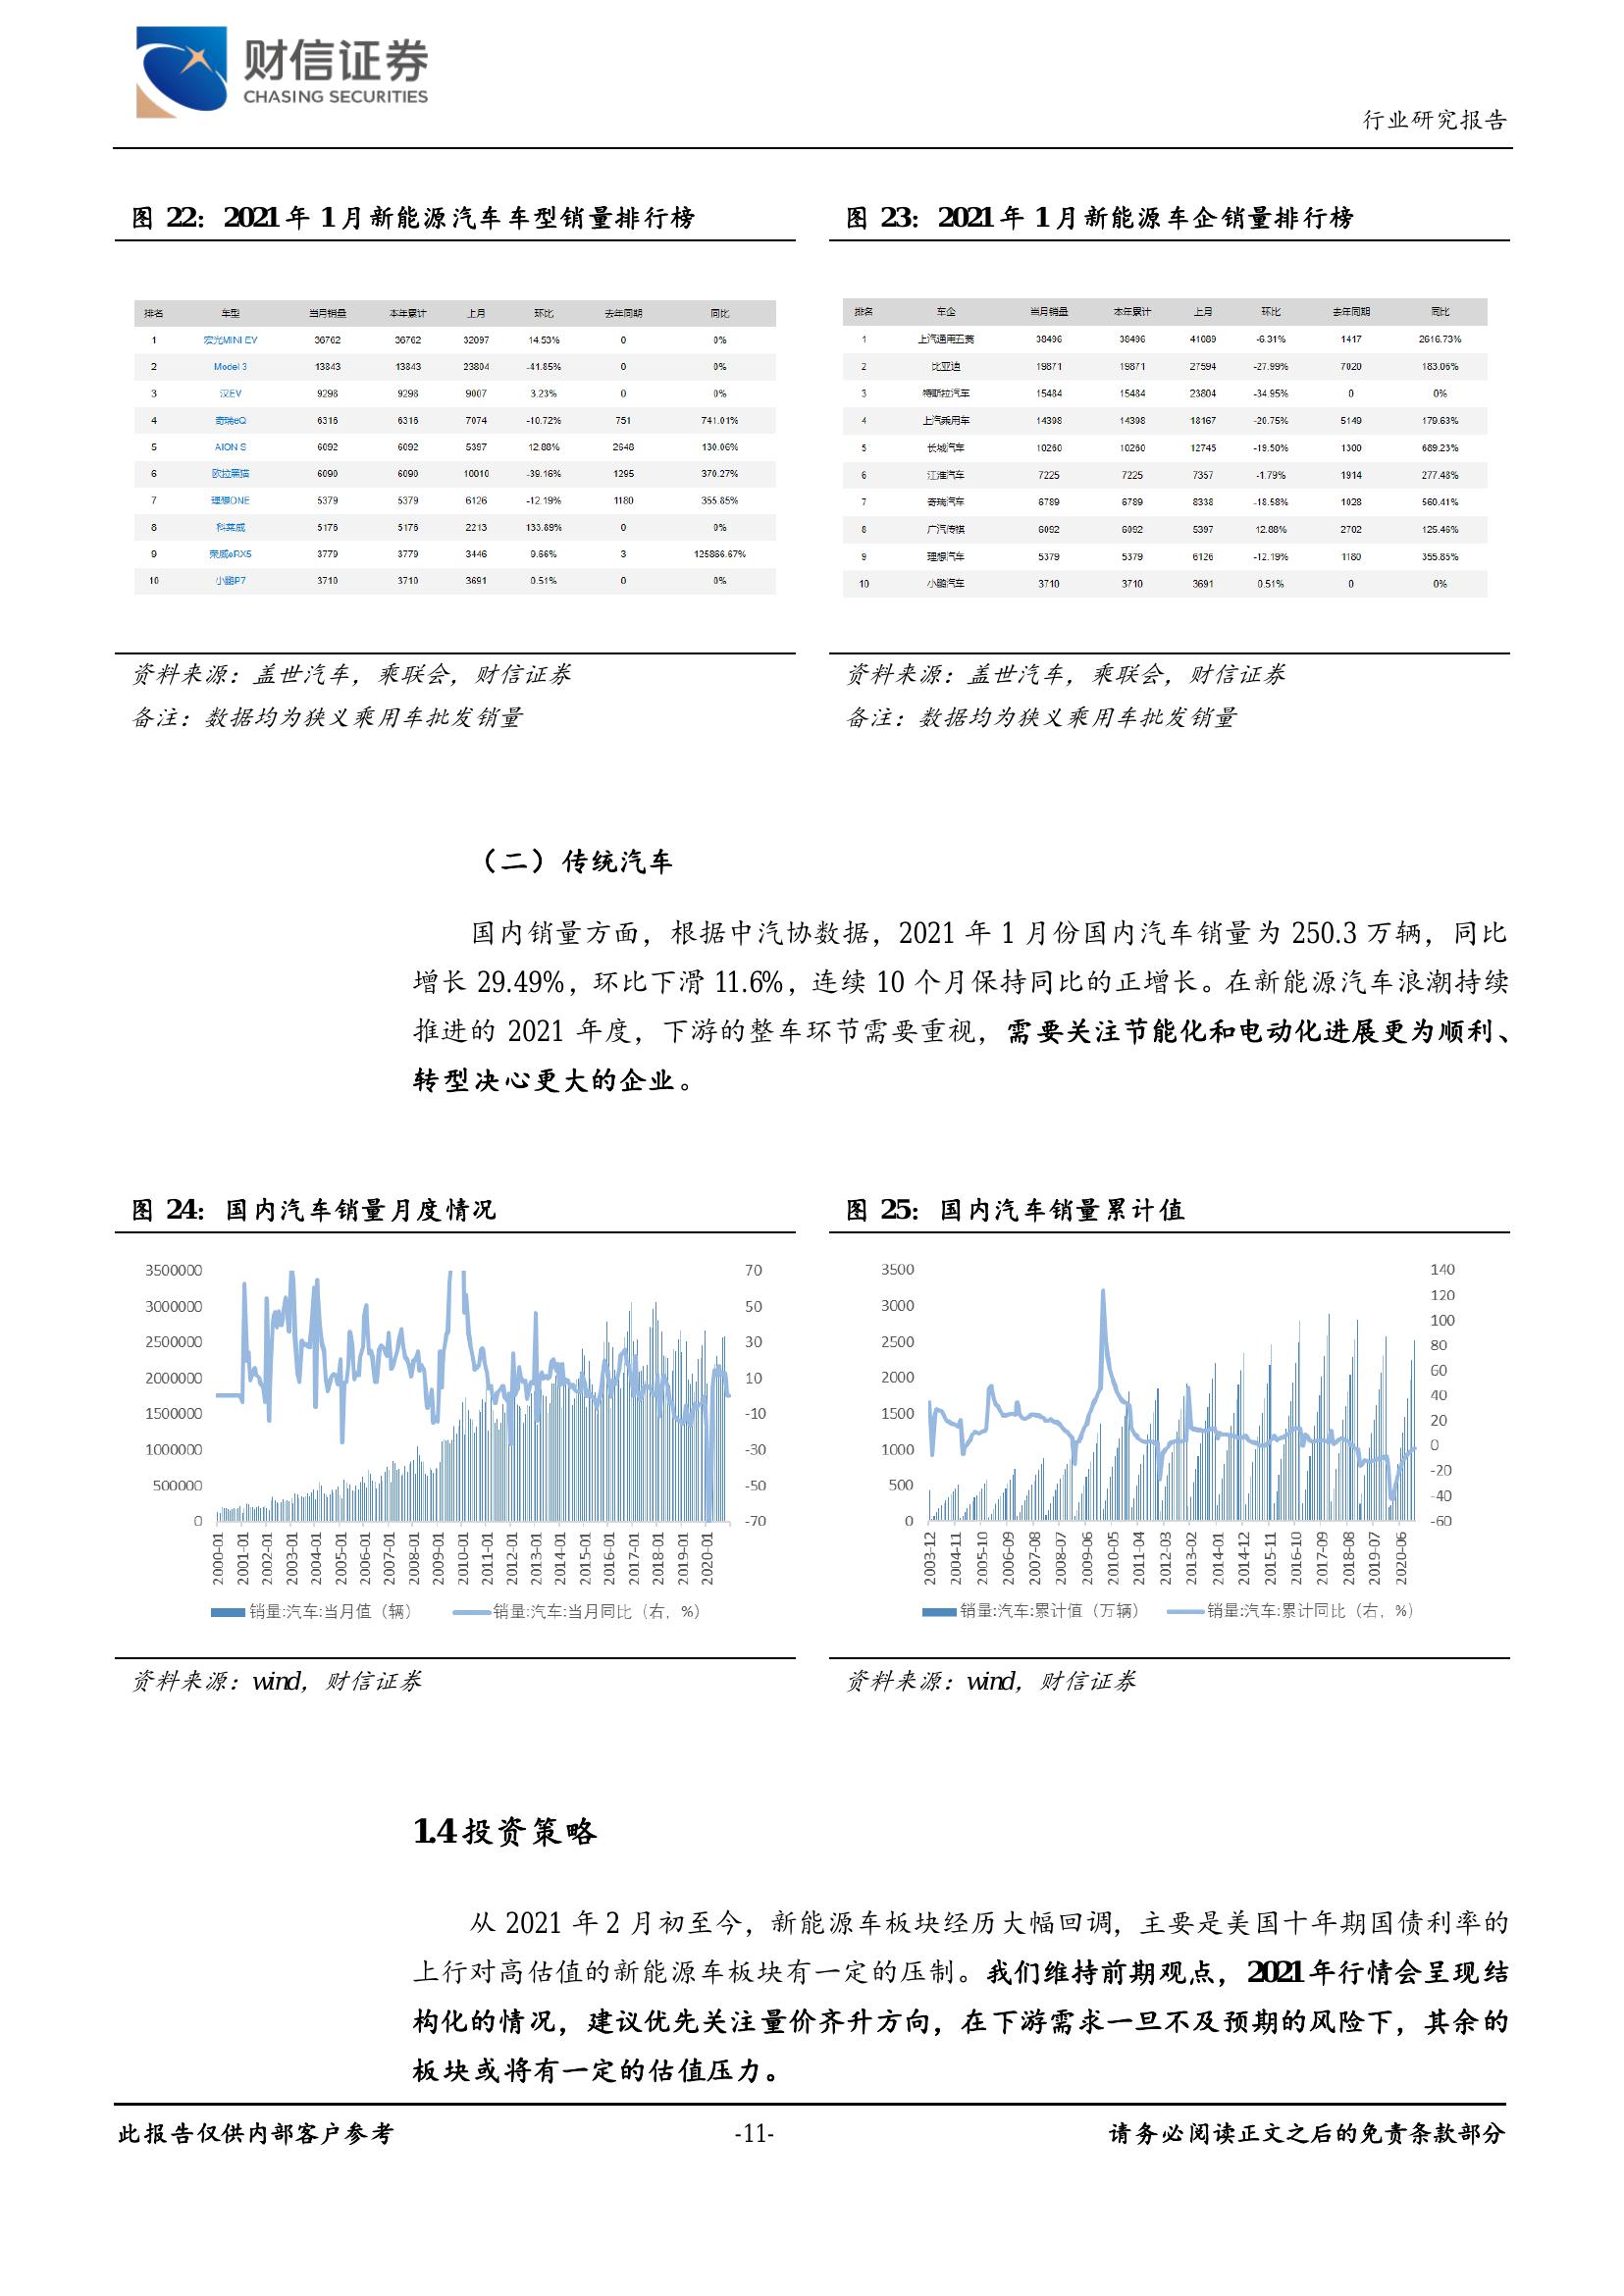 财信证券
CHASING SECURITIES
行业研究报告
图 22：2021 年 1 月新能源汽车车型销量排行榜
排名 车型 当月销量 本年累计 上月 环比 去年同期 同比
1 宏光MINI EV 36762 36762 32097 14.53% 0 0%
2 Model 3 13843 13843 23804 -41.85% 0 0%
3 汉EV 9298 9298 9007 3.23% 0 0%
4 奇瑞eQ 6316 6316 7074 -10.72% 751 741.01%
5 AION S 6092 6092 5397 12.88% 2648 130.06%
6 欧拉黑猫 6090 6090 10010 -39.16% 1295 370.27%
7 理想ONE 5379 5379 6126 -12.19% 1180 355.85%
8 科莱威 5176 5176 2213 133.89% 0 0%
9 荣威eRX5 3779 3779 3446 9.66% 3 125866.67%
10 小鹏P7 3710 3710 3691 0.51% 0 0%
资料来源：盖世汽车，乘联会，财信证券
备注：数据均为狭义乘用车批发销量
图 23：2021 年 1 月新能源车企销量排行榜
排名 车企 当月销量 本年累计 上月 环比 去年同期 同比
1 上汽通用五菱 38496 38496 41089 -6.31% 1417 2616.73%
2 比亚迪 19871 19871 27594 -27.99% 7020 183.06%
3 特斯拉汽车 15484 15484 23804 -34.95% 0 0%
4 上汽乘用车 14398 14398 18167 -20.75% 5149 179.63%
5 长城汽车 10260 10260 12745 -19.50% 1300 689.23%
6 江淮汽车 7225 7225 7357 -1.79% 1914 277.48%
7 奇瑞汽车 6789 6789 8338 -18.58% 1028 560.41%
8 广汽传祺 6092 6092 5397 12.88% 2702 125.46%
9 理想汽车 5379 5379 6126 -12.19% 1180 355.85%
10 小鹏汽车 3710 3710 3691 0.51% 0 0%
资料来源：盖世汽车，乘联会，财信证券
备注：数据均为狭义乘用车批发销量
（二）传统汽车
国内销量方面，根据中汽协数据，2021 年 1 月份国内汽车销量为 250.3 万辆，同比
增长 29.49%，环比下滑 11.6%，连续 10 个月保持同比的正增长。在新能源汽车浪潮持续
推进的 2021 年度，下游的整车环节需要重视，需要关注节能化和电动化进展更为顺利、
转型决心更大的企业。
图 24：国内汽车销量月度情况
3500000 70
3000000 50
2500000 30
2000000 10
1500000 -10
1000000 -30
500000 -50
0 -70
2000-01 2001-01 2002-01 2003-01 2004-01 2005-01 2006-01 2007-01 2008-01 2009-01 2010-01 2011-01 2012-01 2013-01 2014-01 2015-01 2016-01 2017-01 2018-01 2019-01 2020-01
销量:汽车:当月值（辆） 销量:汽车:当月同比（右，%）
资料来源：wind，财信证券
图 25：国内汽车销量累计值
3500
3000
2500
2000
1500
1000
500
0
140
120
100
80
60
40
20
0
-20
-40
-60
2003-12 2004-11 2005-10 2006-09 2007-08 2008-07 2009-06 2010-05 2011-04 2012-03 2013-02 2014-01 2014-12 2015-11 2016-10 2017-09 2018-08 2019-07 2020-06
销量:汽车:累计值（万辆） 销量:汽车:累计同比（右，%）
资料来源：wind，财信证券
1.4 投资策略
从 2021 年 2 月初至今，新能源车板块经历大幅回调，主要是美国十年期国债利率的
上行对高估值的新能源车板块有一定的压制。我们维持前期观点，2021 年行情会呈现结
构化的情况，建议优先关注量价齐升方向，在下游需求一旦不及预期的风险下，其余的
板块或将有一定的估值压力。
此报告仅供内部客户参考 -11- 请务必阅读正文之后的免责条款部分